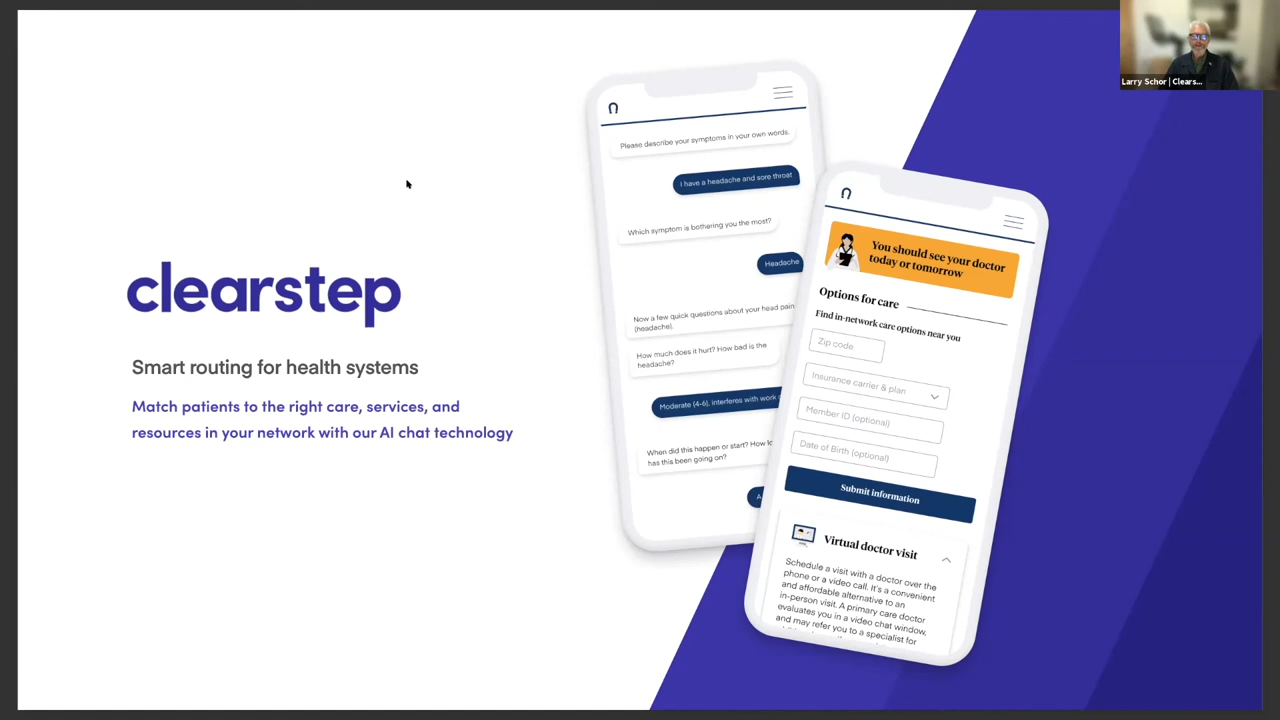 Larry Schor | Clears...
clearstep
Smart routing for health systems
Match patients to the right care, services, and
resources in your network with our AI chat technology
Please describe your symptoms in your own words.
I have a headache and sore throat
Which symptom is bothering you the most?
Headache
Now a few quick questions about your head pain
(headache).
How much does it hurt? How bad is the
headache?
Moderate (4-6), interferes with work
When did this happen or start? How lo
has this been going on?
A
You should see your doctor
today or tomorrow
Options for care
Find in-network care options near you
Zip code
Insurance carrier & plan
Member ID (optional)
Date of Birth (optional)
Submit information
Virtual doctor visit
Schedule a visit with a doctor over the
phone or a video call. It's a convenient
and affordable alternative to an
in-person visit. A primary care doctor
evaluates you in a video chat window,
and may refer you to a specialist for